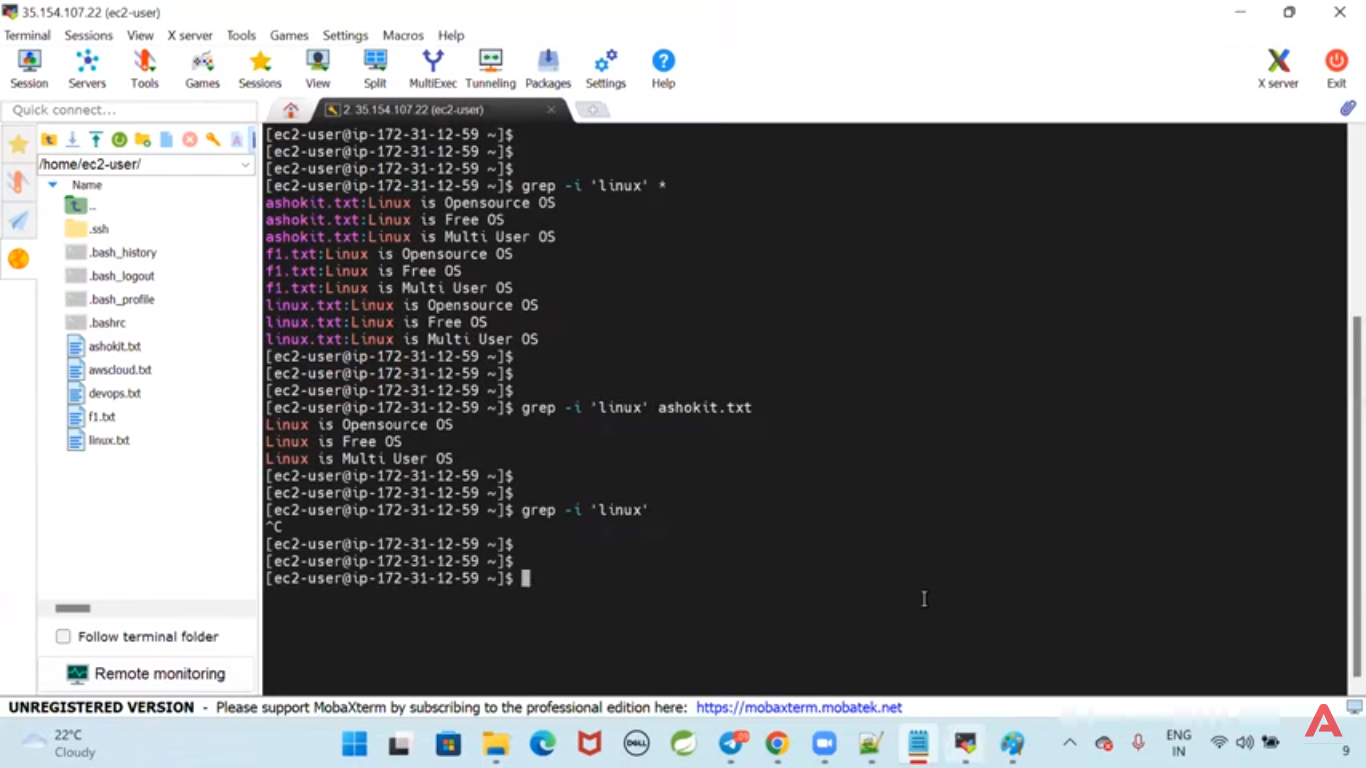 35.154.107.22 (ec2-user)
Terminal Sessions View X server Tools Games Settings Macros Help
Session Servers Tools Games Sessions View Split MultiExec Tunneling Packages Settings Help X server Exit
Quick connect...
2. 35.154.107.22 (ec2-user)
/home/ec2-user/
Name
..
.ssh
.bash_history
.bash_logout
.bash_profile
.bashrc
ashokit.txt
awscloud.txt
devops.txt
f1.txt
linux.txt
Follow terminal folder
Remote monitoring
[ec2-user@ip-172-31-12-59 ~]$
[ec2-user@ip-172-31-12-59 ~]$
[ec2-user@ip-172-31-12-59 ~]$
[ec2-user@ip-172-31-12-59 ~]$ grep -i 'linux' *
ashokit.txt:Linux is Opensource OS
ashokit.txt:Linux is Free OS
ashokit.txt:Linux is Multi User OS
f1.txt:Linux is Opensource OS
f1.txt:Linux is Free OS
f1.txt:Linux is Multi User OS
linux.txt:Linux is Opensource OS
linux.txt:Linux is Free OS
linux.txt:Linux is Multi User OS
[ec2-user@ip-172-31-12-59 ~]$
[ec2-user@ip-172-31-12-59 ~]$
[ec2-user@ip-172-31-12-59 ~]$
[ec2-user@ip-172-31-12-59 ~]$ grep -i 'linux' ashokit.txt
Linux is Opensource OS
Linux is Free OS
Linux is Multi User OS
[ec2-user@ip-172-31-12-59 ~]$
[ec2-user@ip-172-31-12-59 ~]$
[ec2-user@ip-172-31-12-59 ~]$ grep -i 'linux'
^C
[ec2-user@ip-172-31-12-59 ~]$
[ec2-user@ip-172-31-12-59 ~]$
[ec2-user@ip-172-31-12-59 ~]$
UNREGISTERED VERSION - Please support MobaXterm by subscribing to the professional edition here: https://mobaxterm.mobatek.net
22°C
Cloudy
DELL
ENG
IN
9